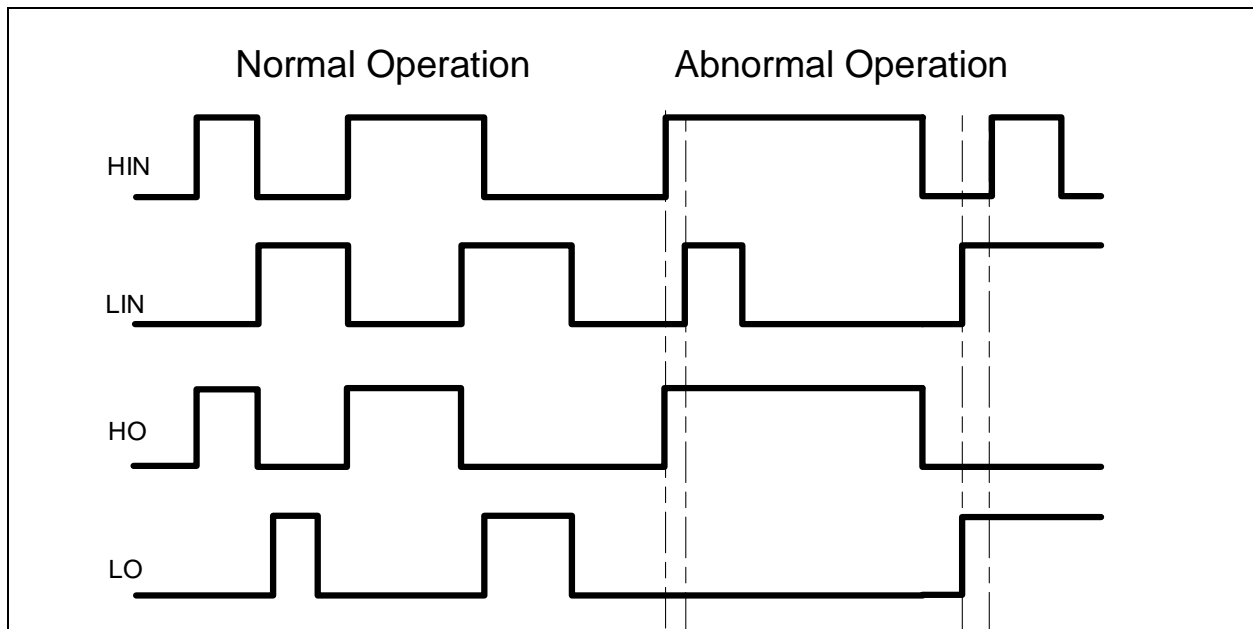 Normal Operation
Abnormal Operation
HIN
LIN
HO
LO